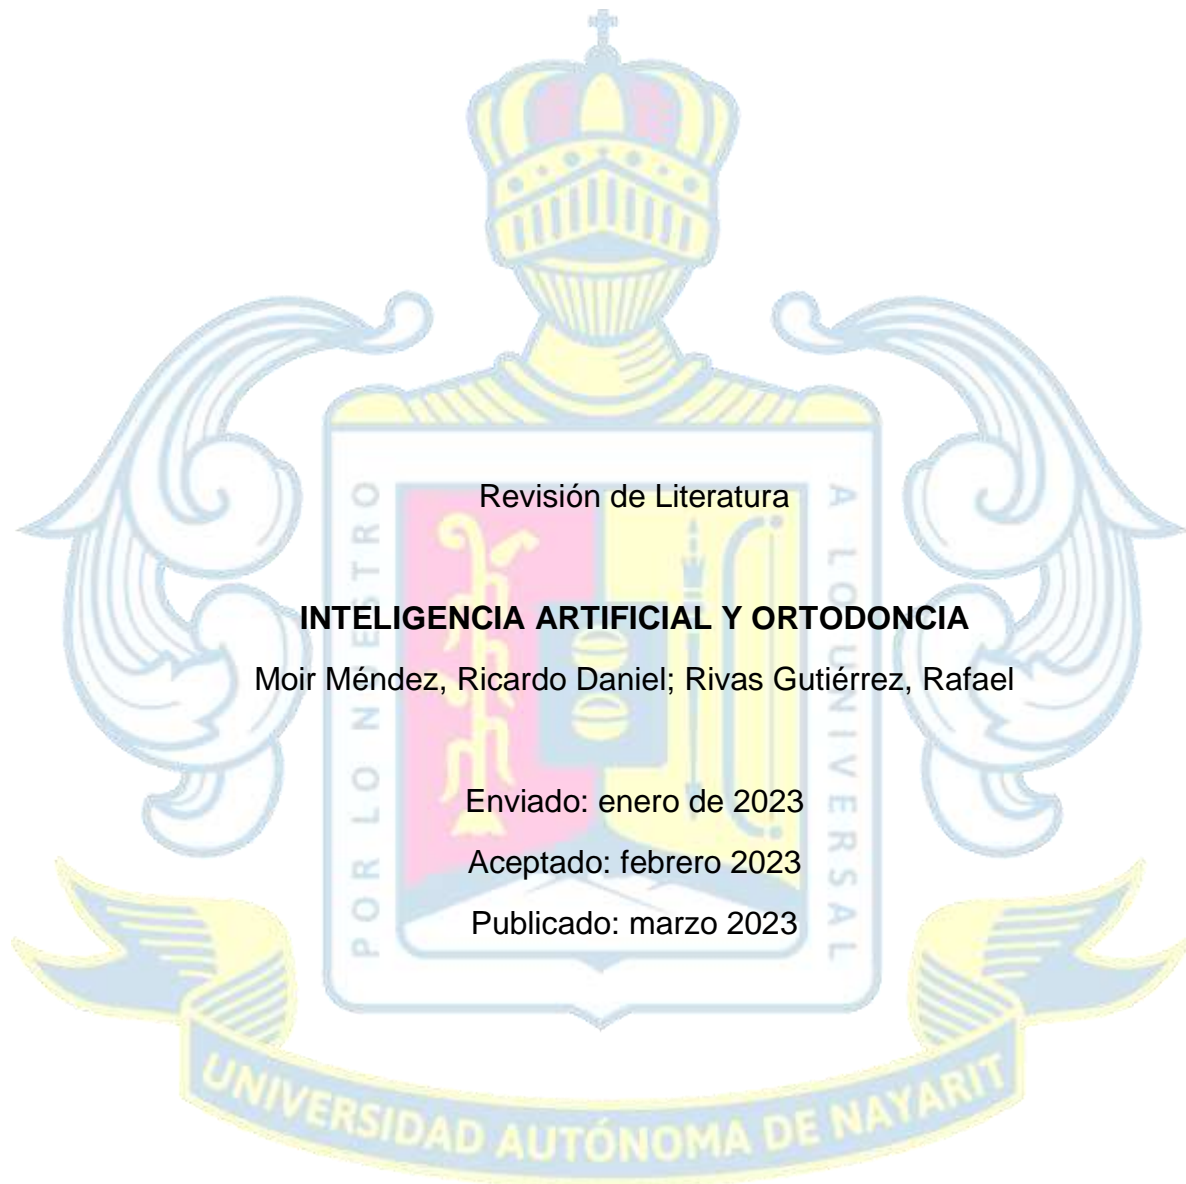 Revisión de Literatura
INTELIGENCIA ARTIFICIAL Y ORTODONCIA
Moir Méndez, Ricardo Daniel; Rivas Gutiérrez, Rafael
Enviado: enero de 2023
Aceptado: febrero 2023
Publicado: marzo 2023
POR LO NUESTRO
A LO UNIVERSAL
UNIVERSIDAD AUTÓNOMA DE NAYARIT